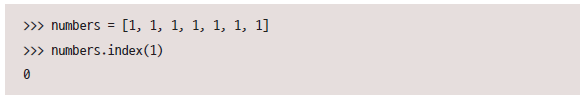 >>> numbers = [1, 1, 1, 1, 1, 1, 1]
>>> numbers.index(1)
0